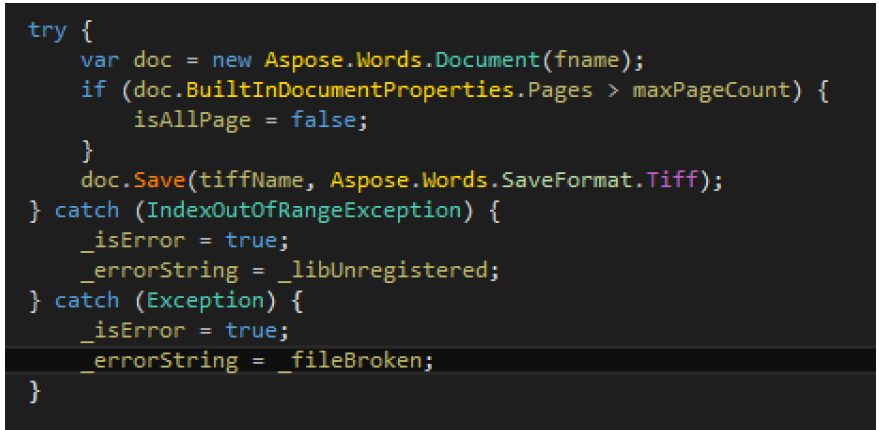 try {
    var doc = new Aspose.Words.Document(fname);
    if (doc.BuiltInDocumentProperties.Pages > maxPageCount) {
        isAllPage = false;
    }
    doc.Save(tiffName, Aspose.Words.SaveFormat.Tiff);
} catch (IndexOutOfRangeException) {
    _isError = true;
    _errorString = _libUnregistered;
} catch (Exception) {
    _isError = true;
    _errorString = _fileBroken;
}